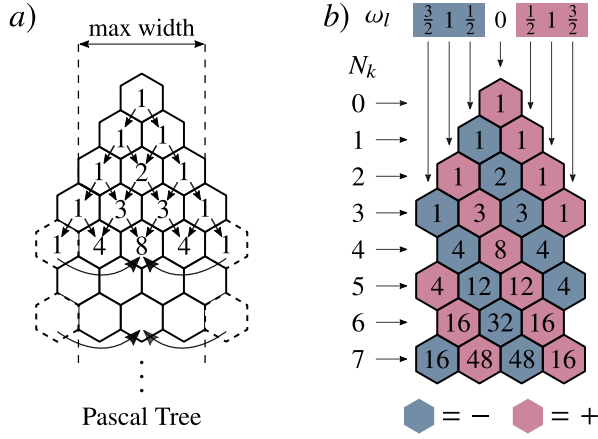 a)
max width
1
1 1
1 2 1
1 3 3 1
1 4 8 4 1
⋮
Pascal Tree
b) ω_l 3/2 1 1/2 0 1/2 1 3/2
N_k
0 1
1 1 1
2 1 2 1
3 1 3 3 1
4 4 8 4
5 4 12 12 4
6 16 32 16
7 16 48 48 16
= − = +